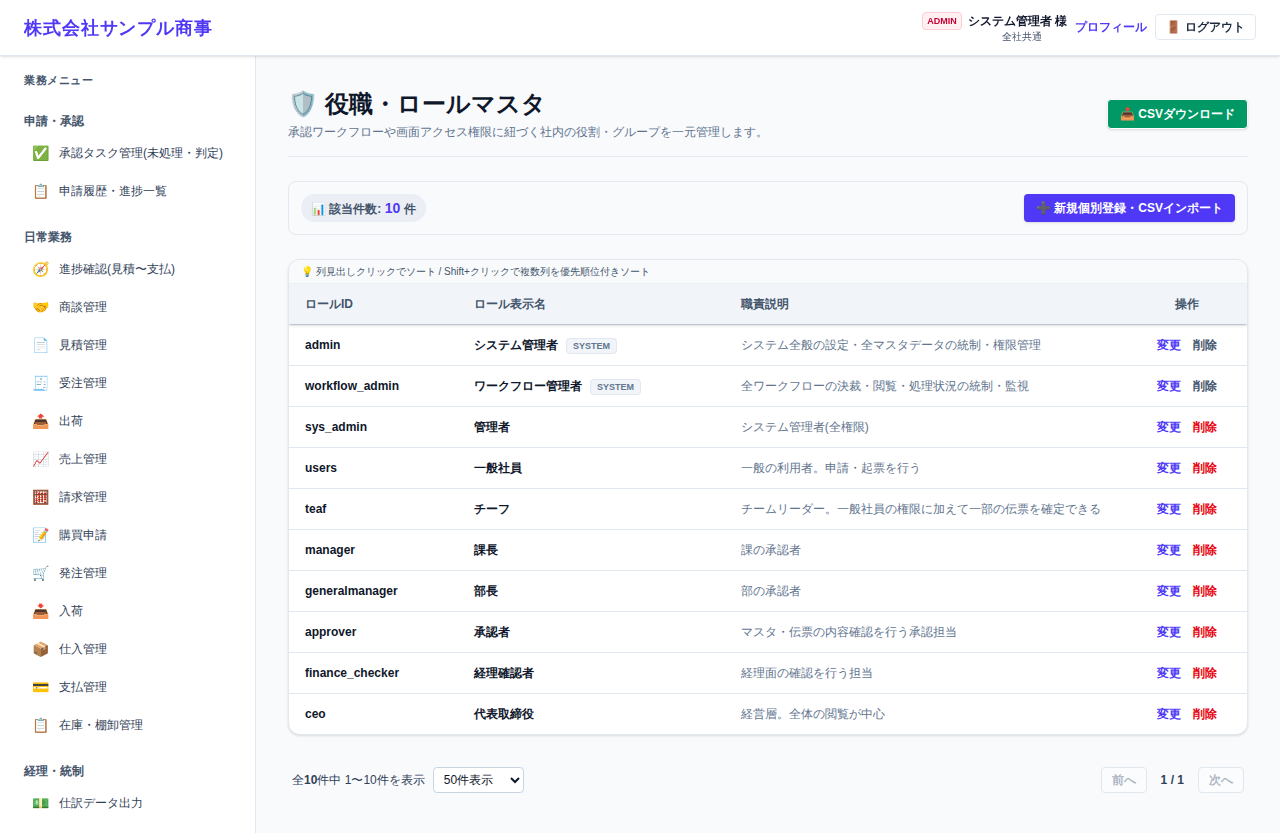 株式会社サンプル商事
ADMIN システム管理者 様
全社共通
プロフィール
🚪 ログアウト
業務メニュー
申請・承認
✅ 承認タスク管理(未処理・判定)
📋 申請履歴・進捗一覧
日常業務
🧭 進捗確認(見積〜支払)
🤝 商談管理
📄 見積管理
🧾 受注管理
📤 出荷
📈 売上管理
🧮 請求管理
📝 購買申請
🛒 発注管理
📥 入荷
📦 仕入管理
💳 支払管理
📋 在庫・棚卸管理
経理・統制
💵 仕訳データ出力
🛡️ 役職・ロールマスタ
承認ワークフローや画面アクセス権限に紐づく社内の役割・グループを一元管理します。
📥 CSVダウンロード
📊 該当件数: 10 件
➕ 新規個別登録・CSVインポート
💡 列見出しクリックでソート / Shift+クリックで複数列を優先順位付きソート
ロールID ロール表示名 職責説明 操作
admin システム管理者 SYSTEM システム全般の設定・全マスタデータの統制・権限管理 変更 削除
workflow_admin ワークフロー管理者 SYSTEM 全ワークフローの決裁・閲覧・処理状況の統制・監視 変更 削除
sys_admin 管理者 システム管理者(全権限) 変更 削除
users 一般社員 一般の利用者。申請・起票を行う 変更 削除
teaf チーフ チームリーダー。一般社員の権限に加えて一部の伝票を確定できる 変更 削除
manager 課長 課の承認者 変更 削除
generalmanager 部長 部の承認者 変更 削除
approver 承認者 マスタ・伝票の内容確認を行う承認担当 変更 削除
finance_checker 経理確認者 経理面の確認を行う担当 変更 削除
ceo 代表取締役 経営層。全体の閲覧が中心 変更 削除
全10件中 1〜10件を表示 50件表示
前へ 1 / 1 次へ